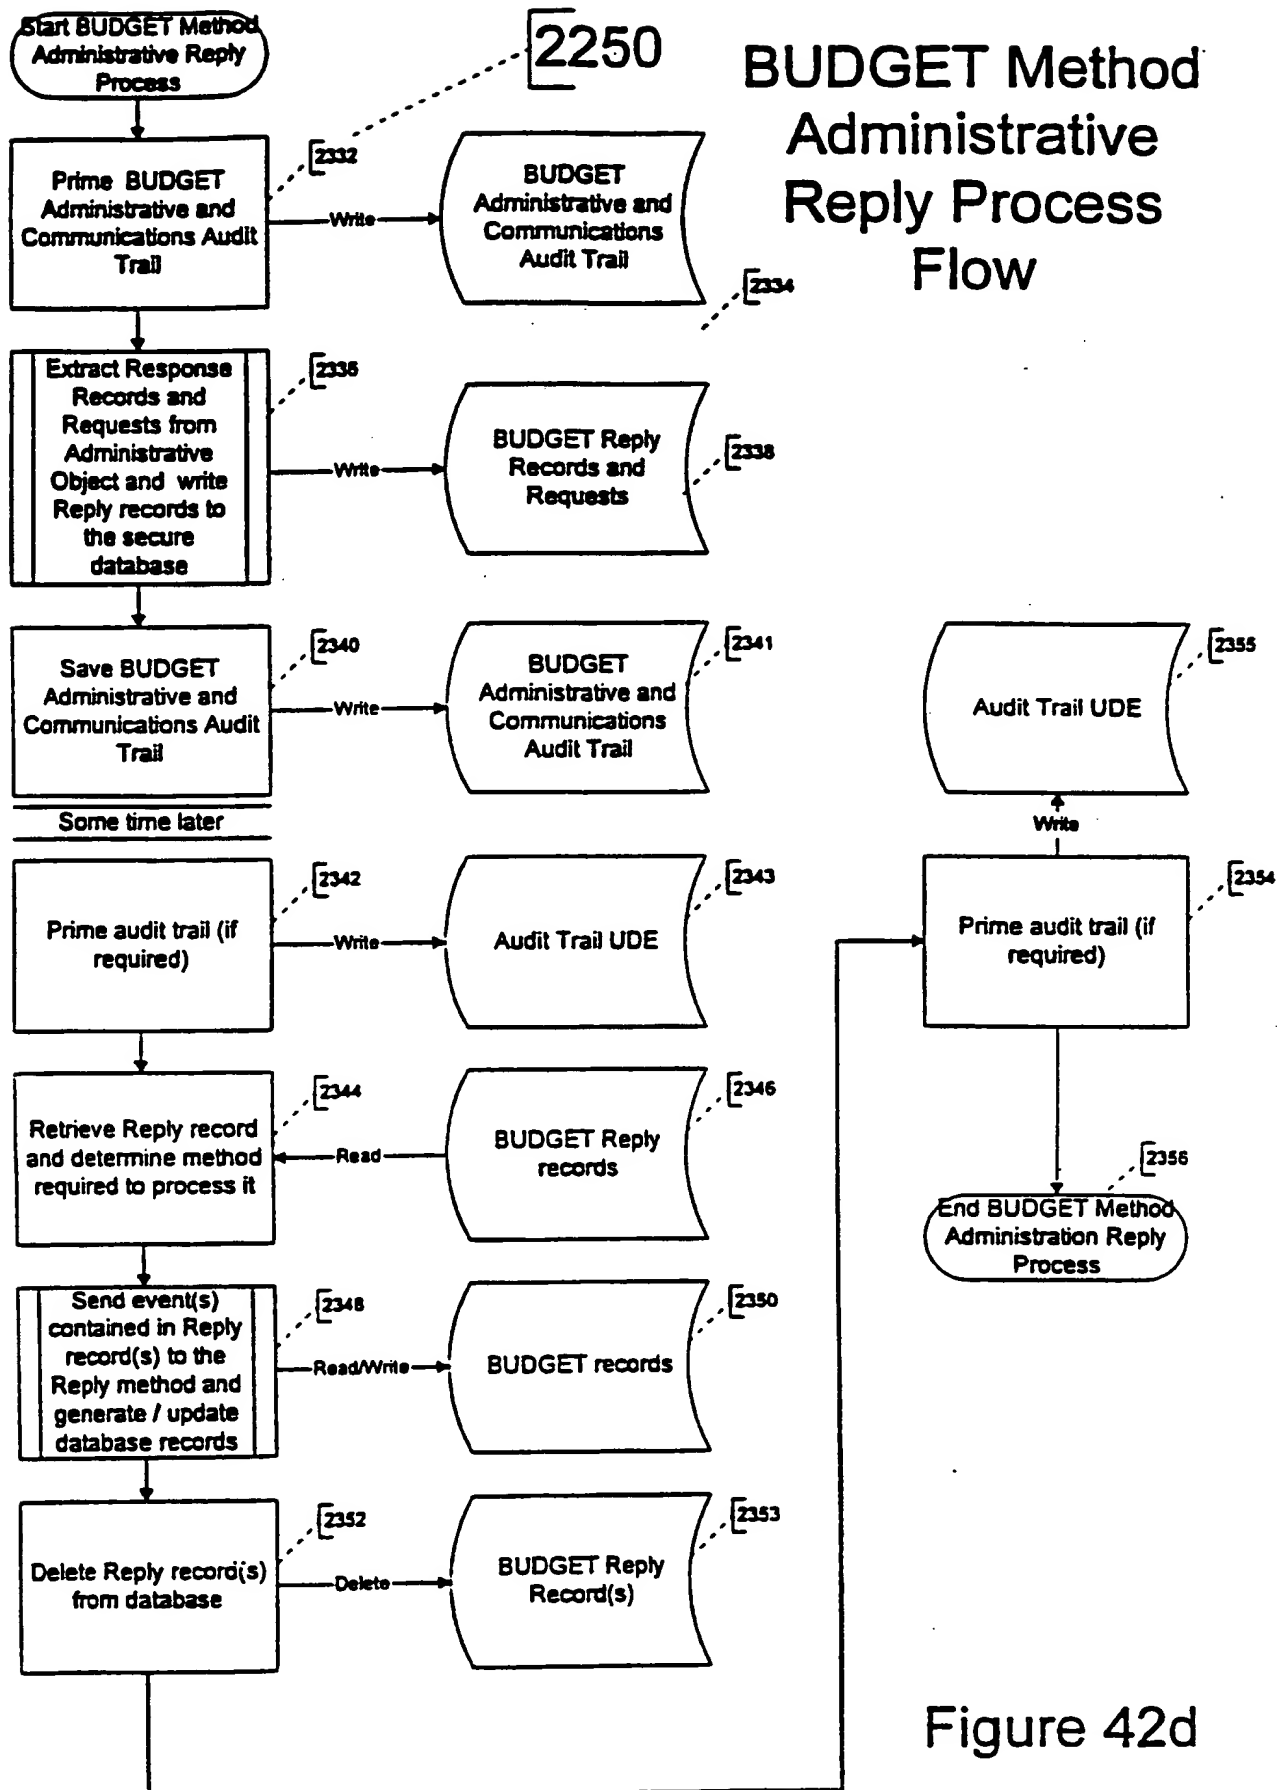 Start BUDGET Method
Administrative Reply
Process
2250
BUDGET Method
Administrative
Reply Process
Flow
Prime BUDGET
Administrative and
Communications Audit
Trail
2332
Write
BUDGET
Administrative and
Communications
Audit Trail
2334
Extract Response
Records and
Requests from
Administrative
Object and write
Reply records to
the secure
database
2335
Write
BUDGET Reply
Records and
Requests
2338
Save BUDGET
Administrative and
Communications Audit
Trail
2340
Write
BUDGET
Administrative and
Communications
Audit Trail
2341
Some time later
Prime audit trail (if
required)
2342
Write
Audit Trail UDE
2343
Retrieve Reply record
and determine method
required to process it
2344
Read
BUDGET Reply
records
2346
Send event(s)
contained in Reply
record(s) to the
Reply method and
generate / update
database records
2348
Read/Write
BUDGET records
2350
Delete Reply record(s)
from database
2352
Delete
BUDGET Reply
Record(s)
2353
Audit Trail UDE
2355
Write
Prime audit trail (if
required)
2354
End BUDGET Method
Administration Reply
Process
2356
Figure 42d